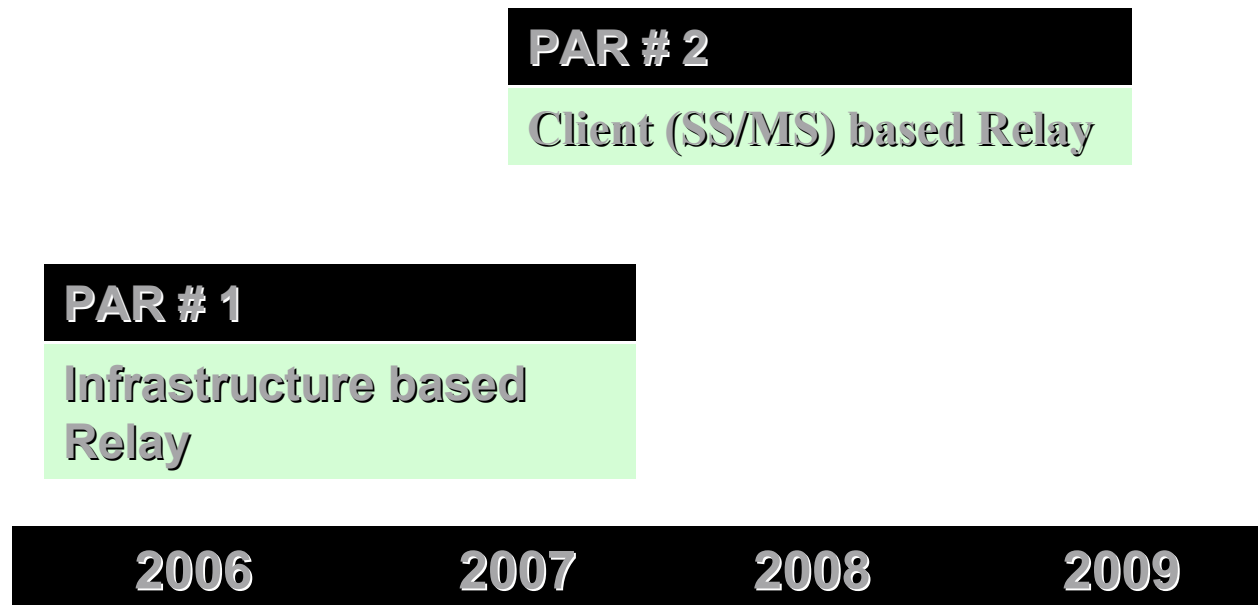 PAR # 2
Client (SS/MS) based Relay
PAR # 1
Infrastructure based
Relay
2006 2007 2008 2009